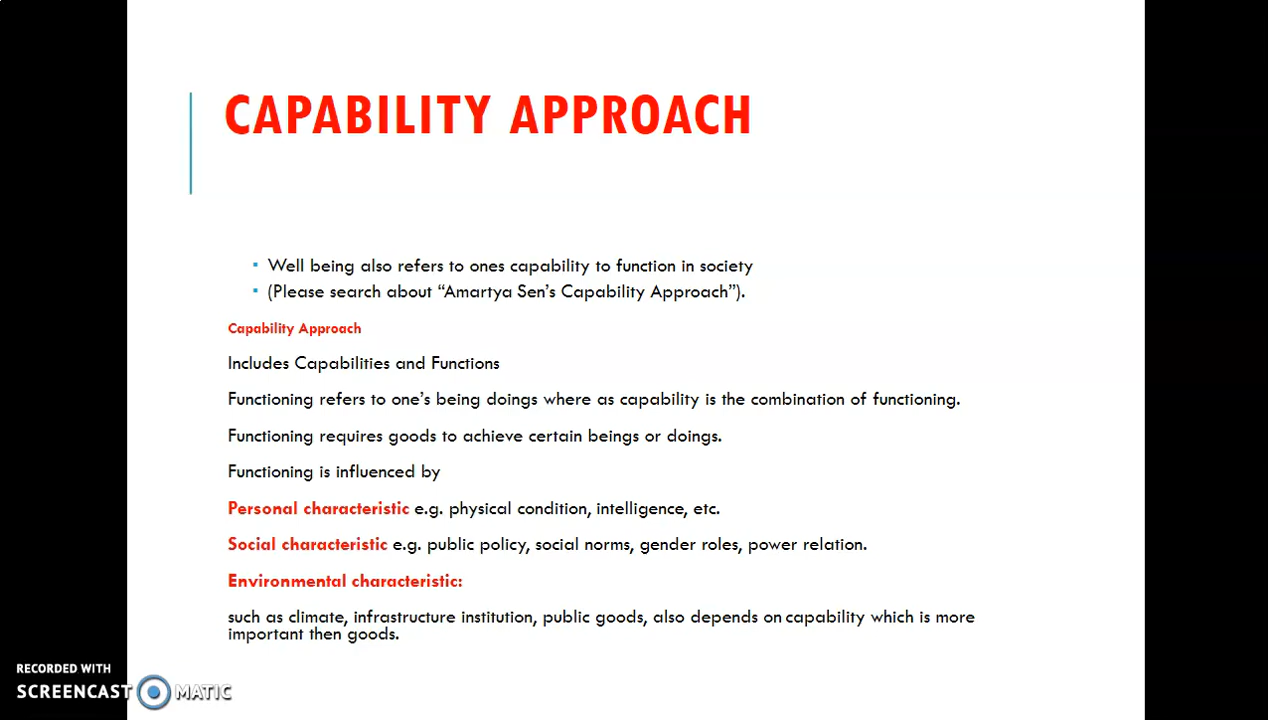 CAPABILITY APPROACH
▪ Well being also refers to ones capability to function in society
▪ (Please search about “Amartya Sen’s Capability Approach”).
Capability Approach
Includes Capabilities and Functions
Functioning refers to one’s being doings where as capability is the combination of functioning.
Functioning requires goods to achieve certain beings or doings.
Functioning is influenced by
Personal characteristic e.g. physical condition, intelligence, etc.
Social characteristic e.g. public policy, social norms, gender roles, power relation.
Environmental characteristic:
such as climate, infrastructure institution, public goods, also depends on capability which is more
important then goods.
RECORDED WITH
SCREENCAST MATIC